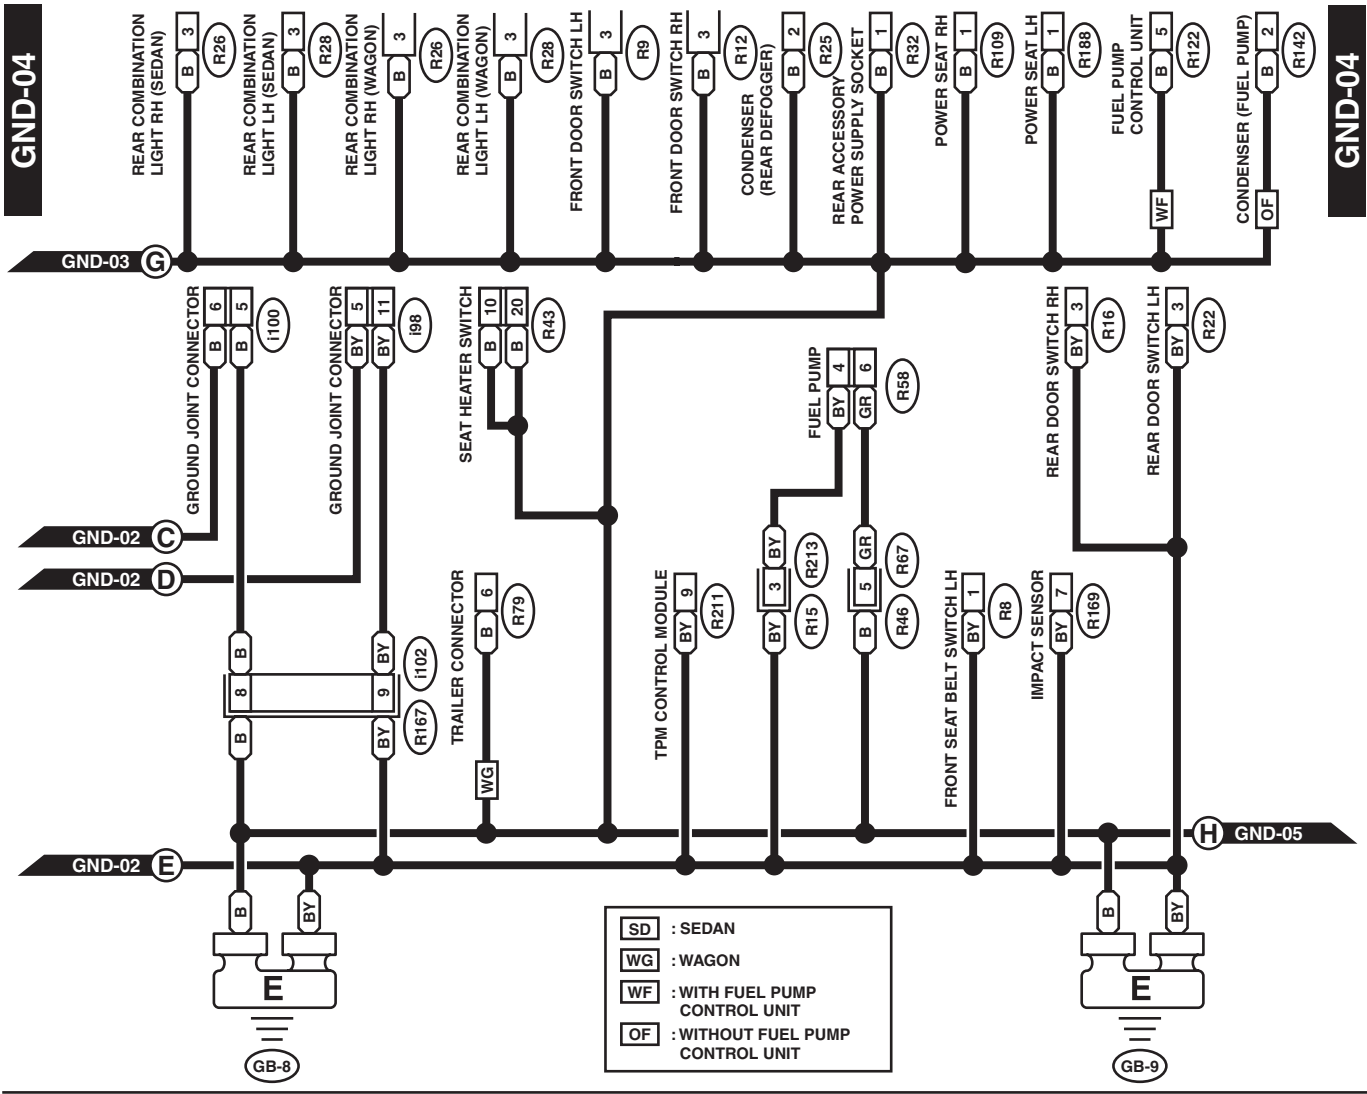 GND-04
GND-04
REAR COMBINATION
LIGHT RH (SEDAN)
3
B
R26
REAR COMBINATION
LIGHT LH (SEDAN)
3
B
R28
REAR COMBINATION
LIGHT RH (WAGON)
3
B
R26
REAR COMBINATION
LIGHT LH (WAGON)
3
B
R28
FRONT DOOR SWITCH LH
3
B
R9
FRONT DOOR SWITCH RH
3
B
R12
CONDENSER
(REAR DEFOGGER)
2
B
R25
REAR ACCESSORY
POWER SUPPLY SOCKET
1
B
R32
POWER SEAT RH
1
B
R109
POWER SEAT LH
1
B
R188
FUEL PUMP
CONTROL UNIT
5
B
R122
WF
CONDENSER (FUEL PUMP)
2
B
R142
OF
GND-03 G
GROUND JOINT CONNECTOR
6 5
B B
i100
GROUND JOINT CONNECTOR
5 11
BY BY
i98
SEAT HEATER SWITCH
10 20
B B
R43
FUEL PUMP
4 6
BY GR
R58
REAR DOOR SWITCH RH
3
BY
R16
REAR DOOR SWITCH LH
3
BY
R22
GND-02 C
GND-02 D
B
8
B
BY
9
BY
i102
R167
TRAILER CONNECTOR
6
B
R79
WG
TPM CONTROL MODULE
9
BY
R211
BY
3
BY
R213
R15
GR
5
B
R67
R46
FRONT SEAT BELT SWITCH LH
1
BY
R8
IMPACT SENSOR
7
BY
R169
H GND-05
GND-02 E
B BY
E
GB-8
B BY
E
GB-9
SD : SEDAN
WG : WAGON
WF : WITH FUEL PUMP
CONTROL UNIT
OF : WITHOUT FUEL PUMP
CONTROL UNIT